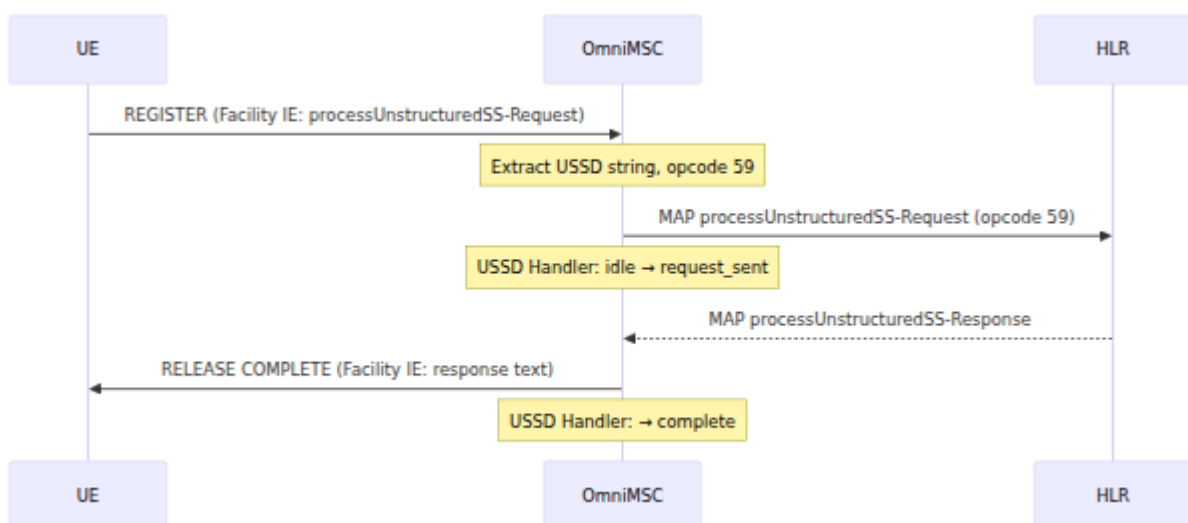 UE OmniMSC HLR
REGISTER (Facility IE: processUnstructuredSS-Request)
Extract USSD string, opcode 59
MAP processUnstructuredSS-Request (opcode 59)
USSD Handler: idle → request_sent
MAP processUnstructuredSS-Response
RELEASE COMPLETE (Facility IE: response text)
USSD Handler: → complete
UE OmniMSC HLR